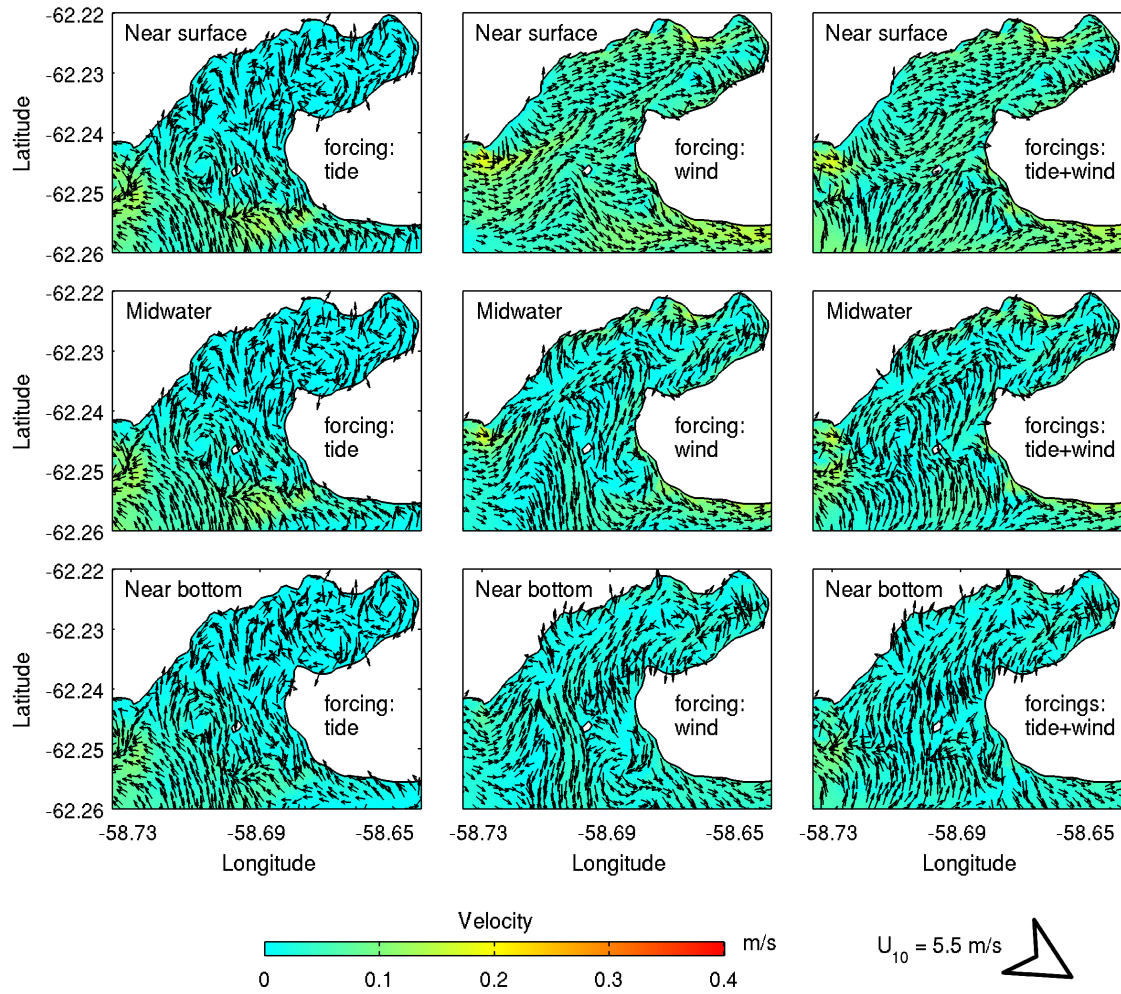 -62.22
Near surface
Near surface
Near surface
-62.23
Latitude
-62.24
forcing:
tide
forcing:
wind
forcings:
tide+wind
-62.25
-62.26
-62.22
Midwater
Midwater
Midwater
-62.23
Latitude
-62.24
forcing:
tide
forcing:
wind
forcings:
tide+wind
-62.25
-62.26
-62.22
Near bottom
Near bottom
Near bottom
-62.23
Latitude
-62.24
forcing:
tide
forcing:
wind
forcings:
tide+wind
-62.25
-62.26
-58.73 -58.69 -58.65
-58.73 -58.69 -58.65
-58.73 -58.69 -58.65
Longitude
Longitude
Longitude
Velocity
m/s
0 0.1 0.2 0.3 0.4
U10 = 5.5 m/s